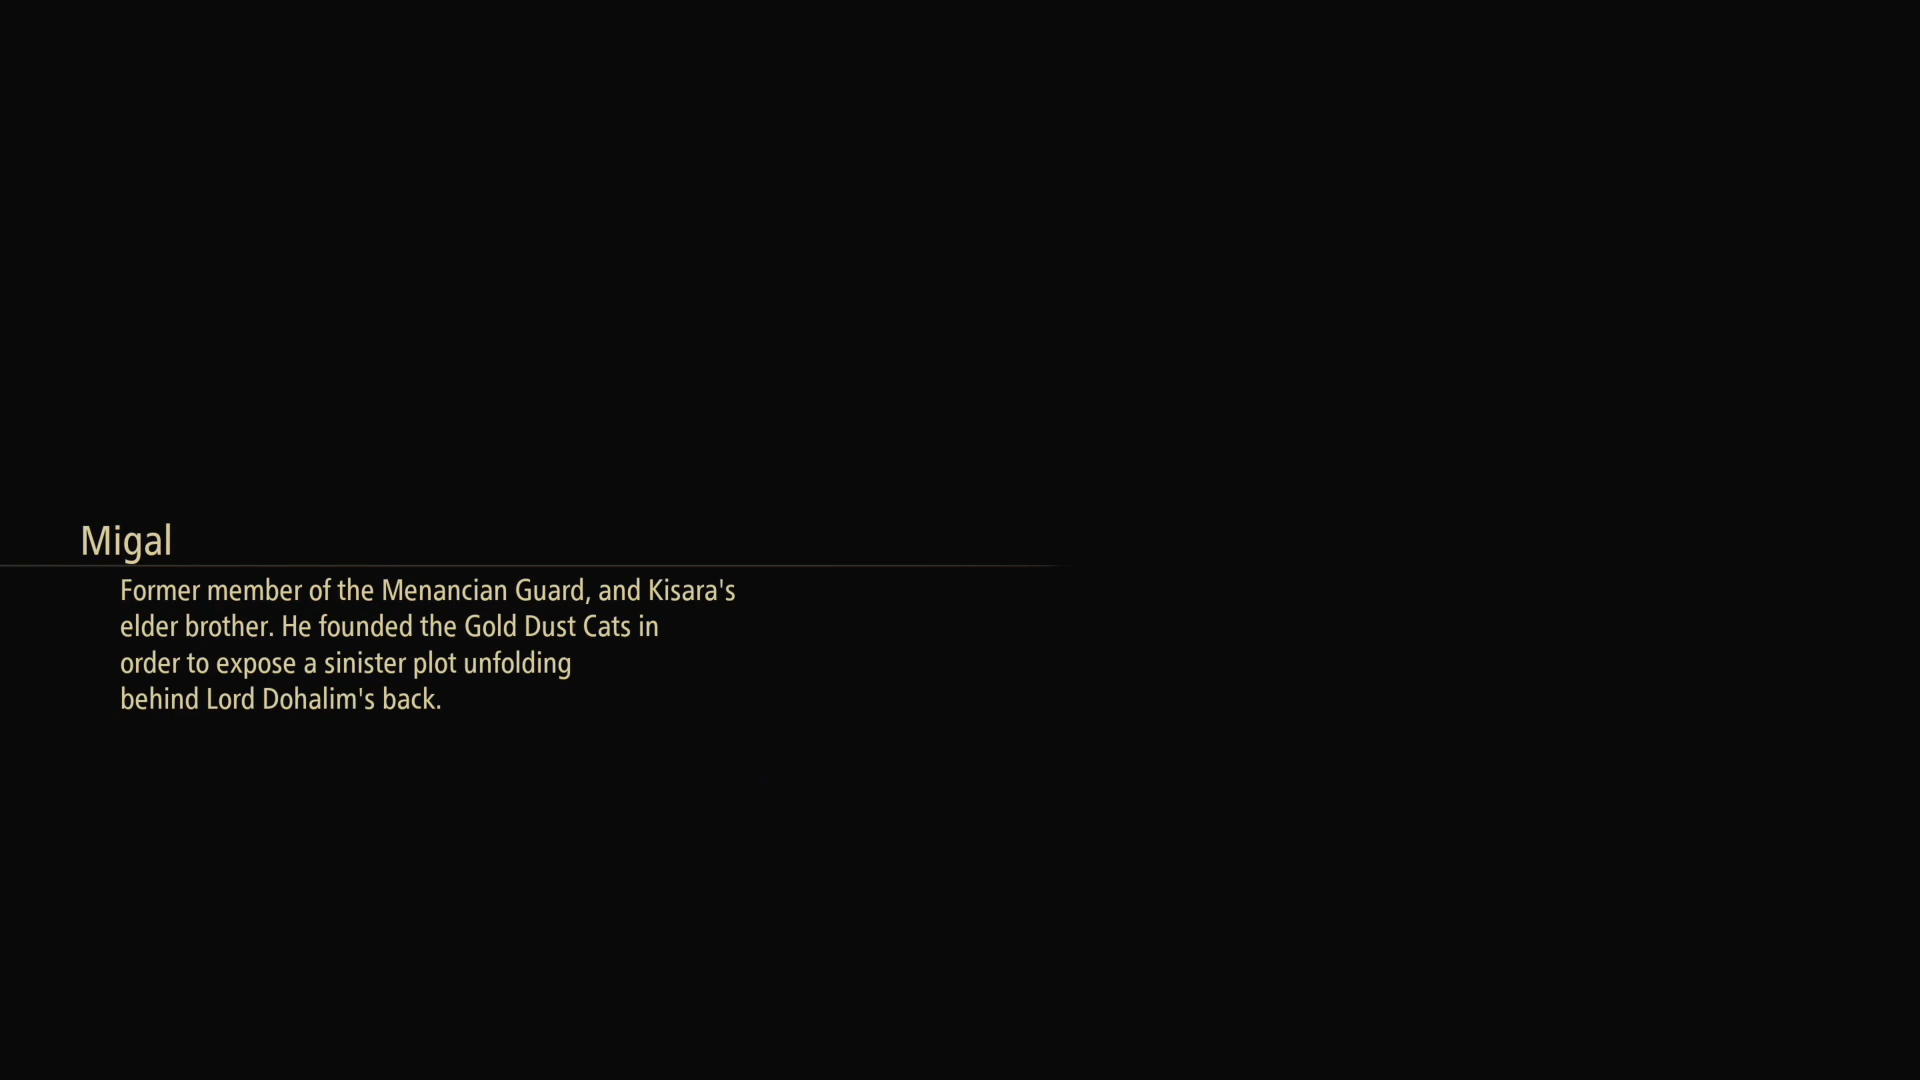 Migal
Former member of the Menancian Guard, and Kisara's
elder brother. He founded the Gold Dust Cats in
order to expose a sinister plot unfolding
behind Lord Dohalim's back.